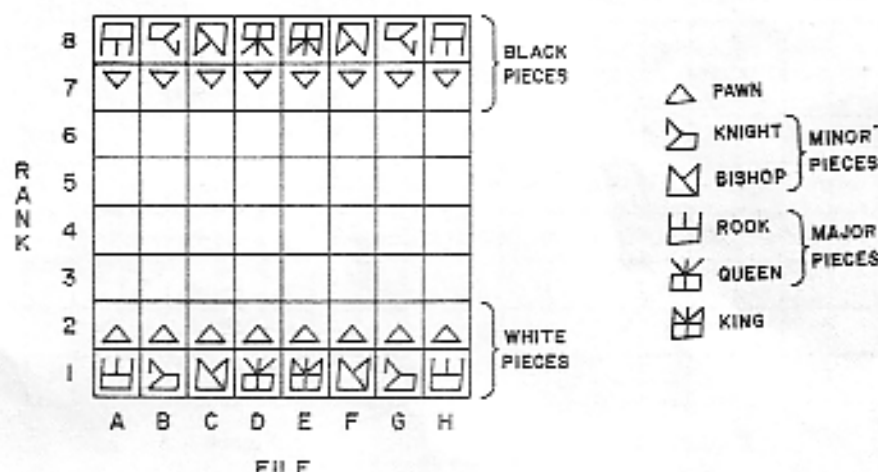 8
BLACK
PIECES
7
6
5
4
3
2
WHITE
PIECES
1
RANK
A B C D E F G H
FILE
PAWN
KNIGHT
MINOR
PIECES
BISHOP
ROOK
MAJOR
PIECES
QUEEN
KING